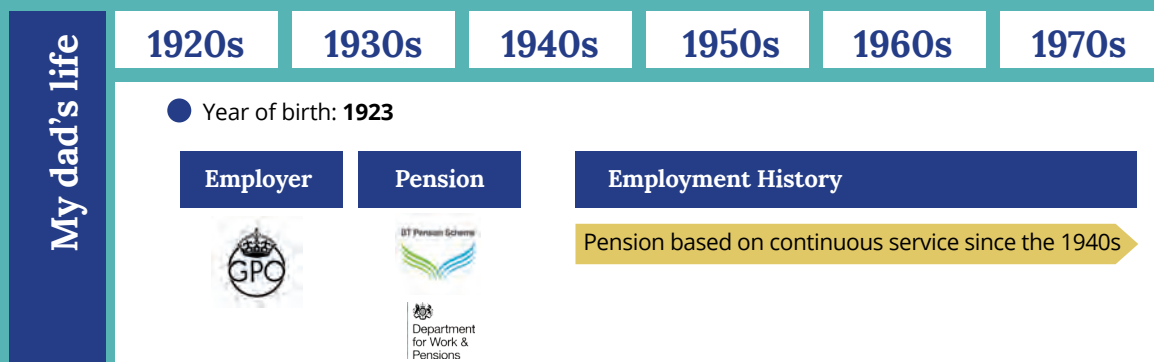 My dad's life
1920s 1930s 1940s 1950s 1960s 1970s
Year of birth: 1923
Employer Pension Employment History
GPO
BT Pension Scheme
Pension based on continuous service since the 1940s
Department
for Work &
Pensions